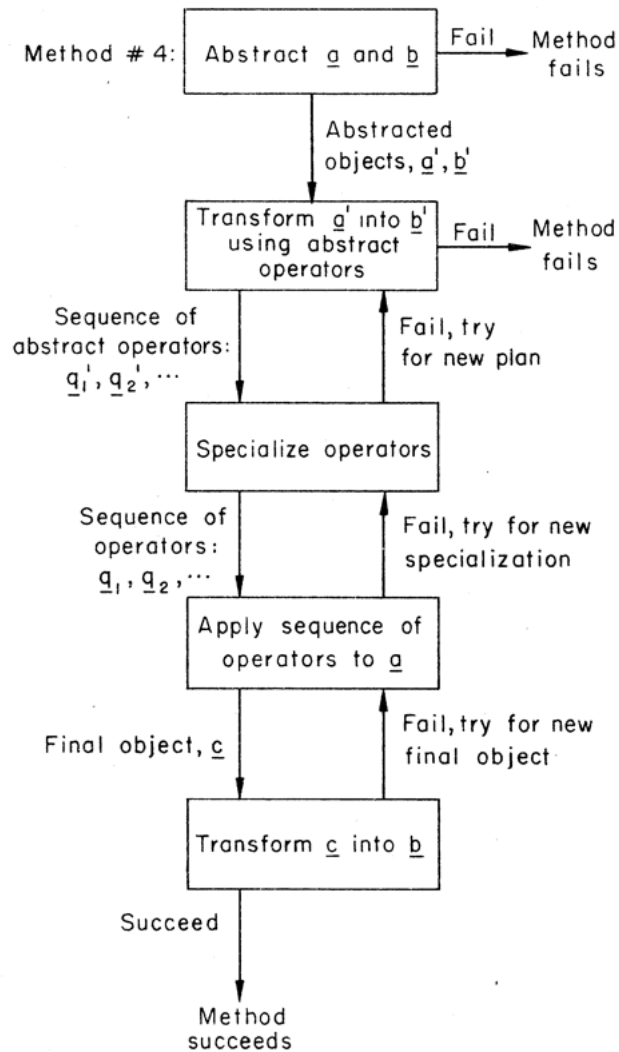 Method # 4:
Abstract a and b
Fail
Method
fails
Abstracted
objects, a', b'
Transform a' into b'
using abstract
operators
Fail
Method
fails
Sequence of
abstract operators:
q₁', q₂', ···
Fail, try
for new plan
Specialize operators
Sequence of
operators:
q₁, q₂, ···
Fail, try for new
specialization
Apply sequence of
operators to a
Final object, c
Fail, try for new
final object
Transform c into b
Succeed
Method
succeeds